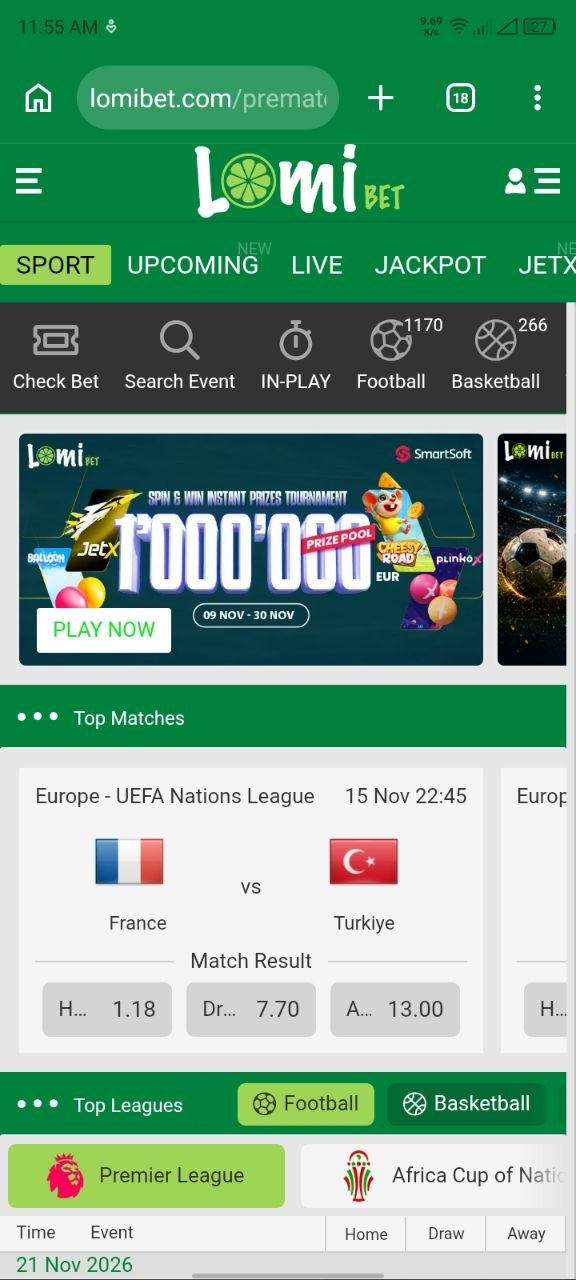 11:55 AM
9.69 K/s
27
lomibet.com/premat
18
Lomi BET
NEW
SPORT UPCOMING LIVE JACKPOT JETX
1170 266
Check Bet Search Event IN-PLAY Football Basketball
Lomi BET SmartSoft Lomi BET
SPIN & WIN INSTANT PRIZES TOURNAMENT
1'000'000
PRIZE POOL
JetX
BALLOON
CHEESY ROAD
PLINKO X
EUR
09 NOV - 30 NOV
PLAY NOW
Top Matches
Europe - UEFA Nations League 15 Nov 22:45 Europ
vs
France Turkiye
Match Result
H... 1.18 Dr... 7.70 A... 13.00 H...
Top Leagues Football Basketball
Premier League Africa Cup of Natio
Time Event Home Draw Away
21 Nov 2026